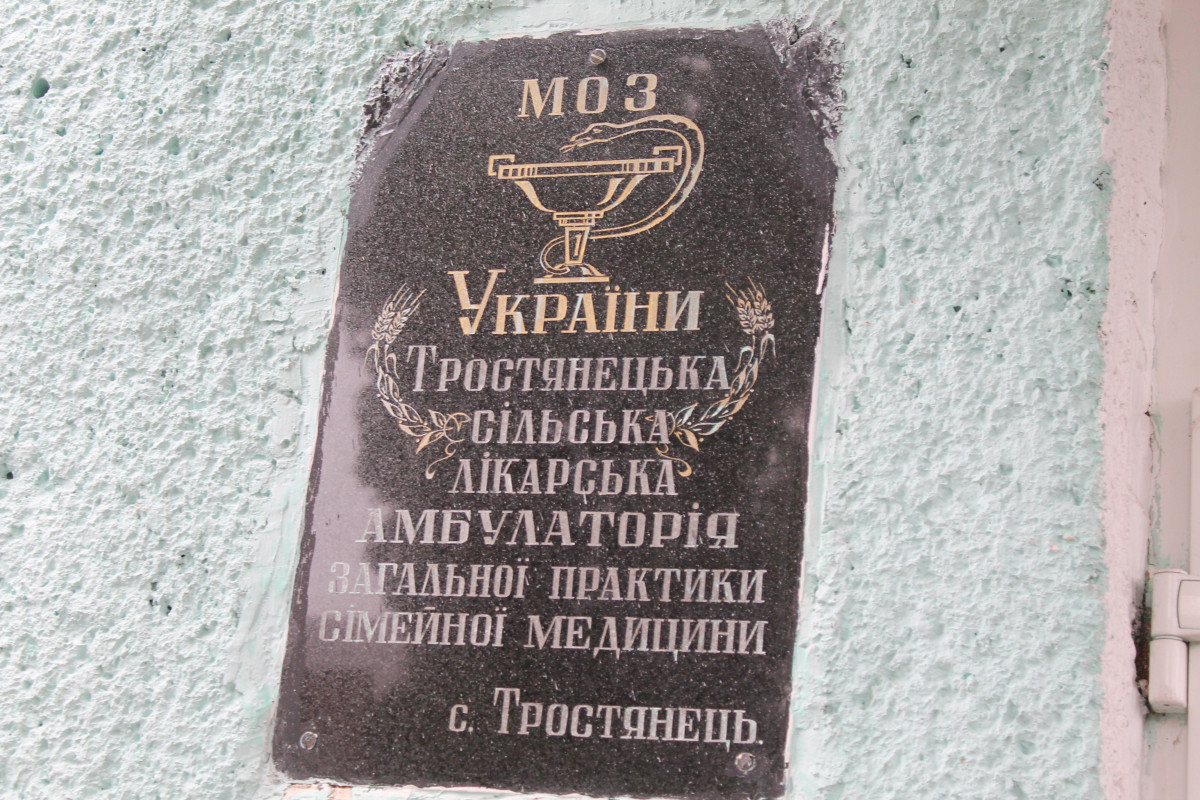 МОЗ
України
Тростянецька
сільська
лікарська
амбулаторія
загальної практики
сімейної медицини
с. Тростянець.